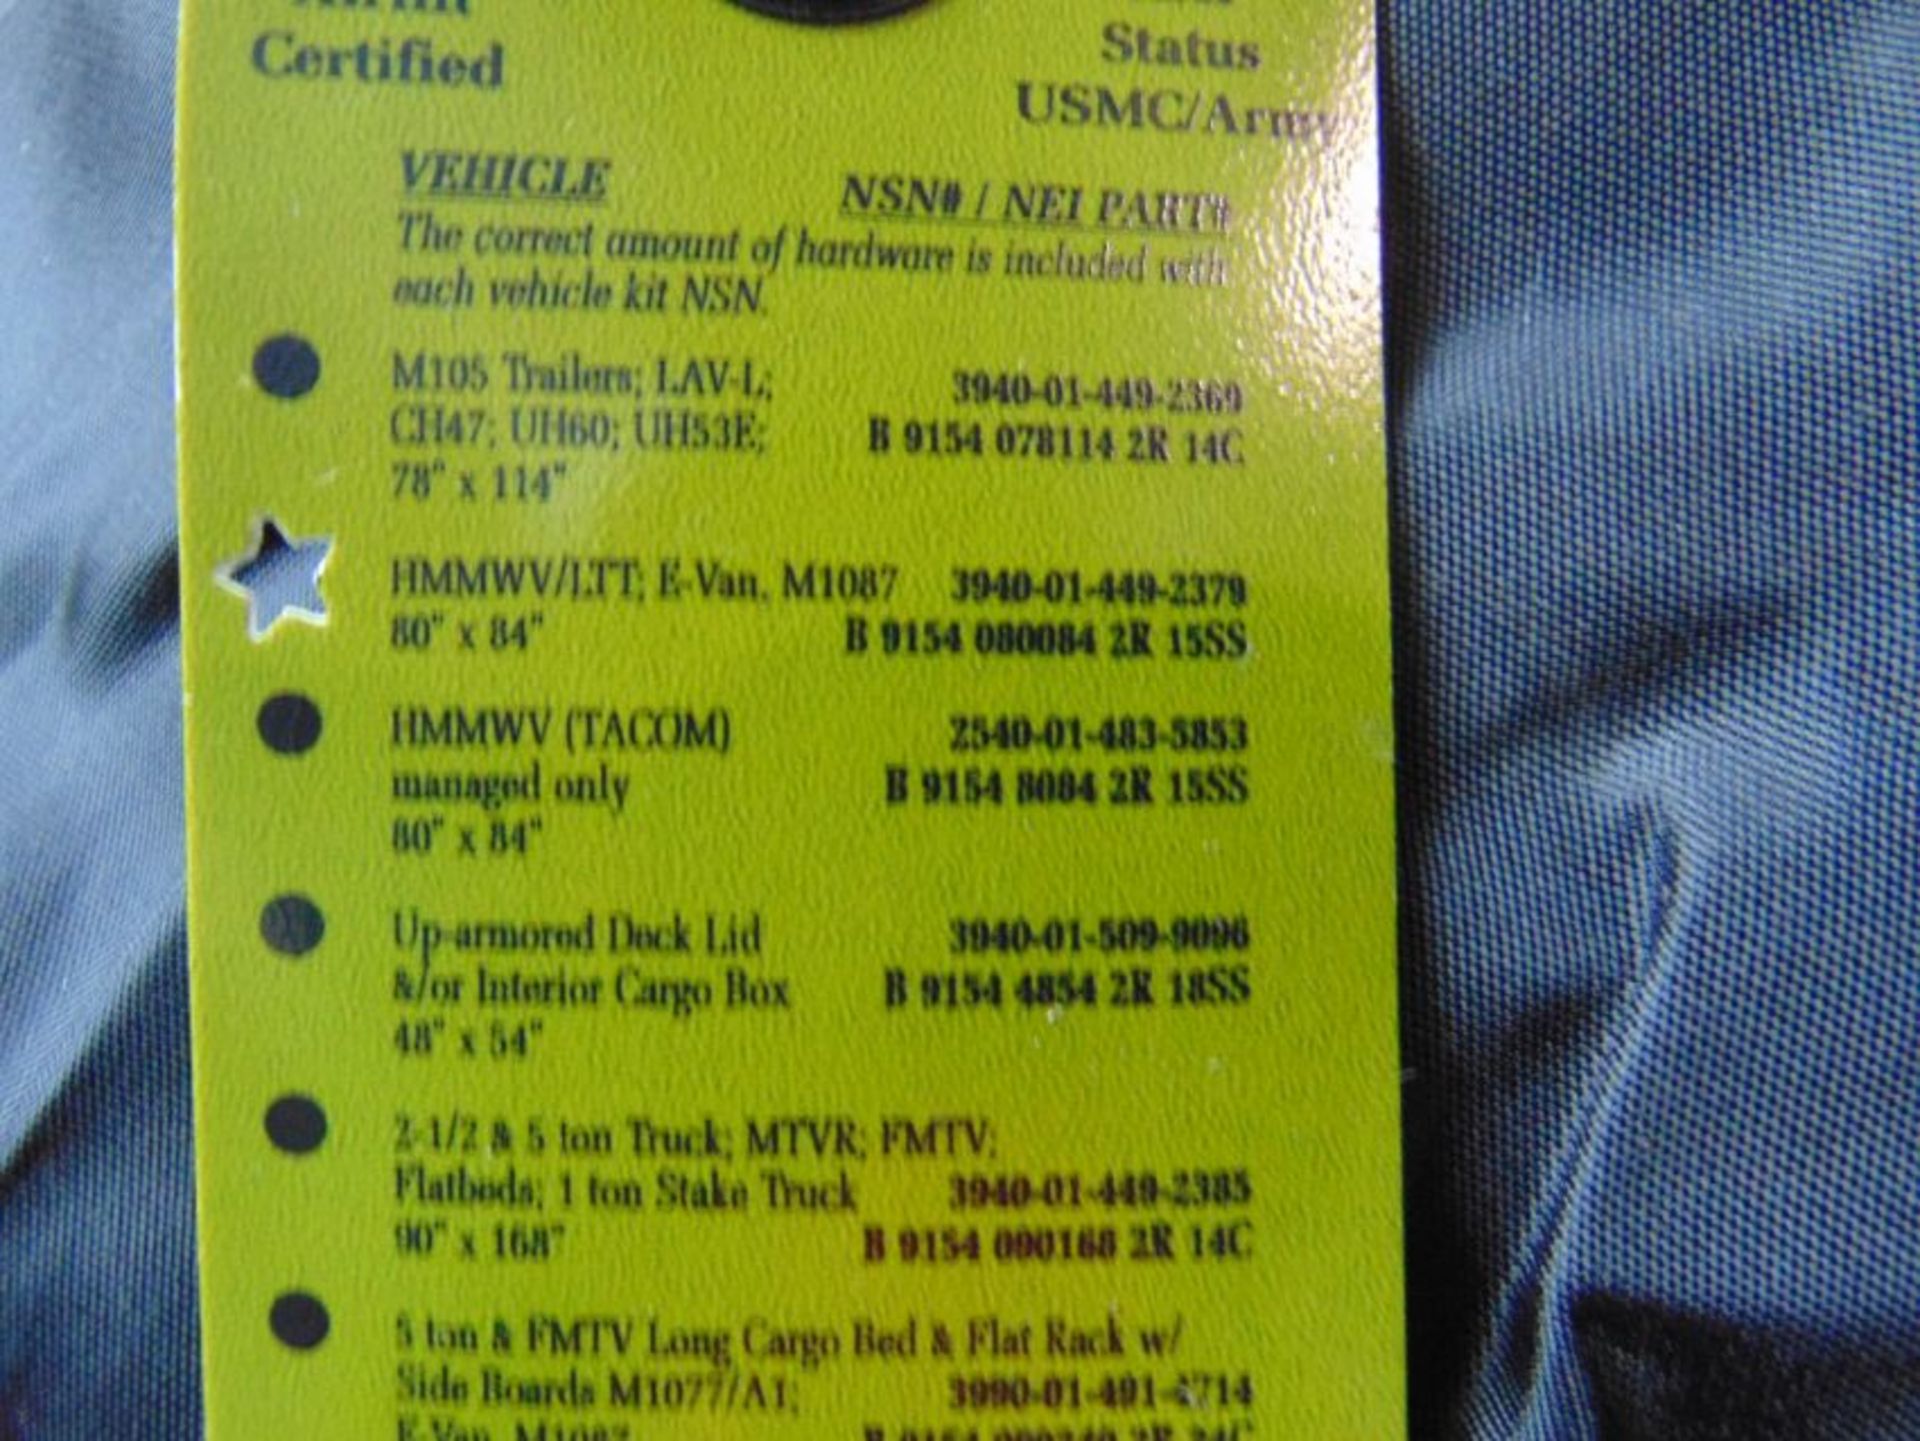 Certified
Status
USMC/Army
VEHICLE NSN# / NEI PART#
The correct amount of hardware is included with
each vehicle kit NSN.
M105 Trailers; LAV-L; 3940-01-449-2369
CH47; UH60; UH53E; B 9154 078114 2R 14C
78" x 114"
HMMWV/LTT; E-Van, M1087 3940-01-449-2379
80" x 84" B 9154 080084 2R 15SS
HMMWV (TACOM) 2540-01-483-5853
managed only B 9154 8084 2R 15SS
80" x 84"
Up-armored Deck Lid 3940-01-509-9096
&/or Interior Cargo Box B 9154 4854 2R 18SS
48" x 54"
2-1/2 & 5 ton Truck; MTVR; FMTV;
Flatbeds; 1 ton Stake Truck 3940-01-449-2385
90" x 168" B 9154 090168 2R 14C
5 ton & FMTV Long Cargo Bed & Flat Rack w/
Side Boards M1077/A1; 3990-01-491-4714
E-Van, M1087